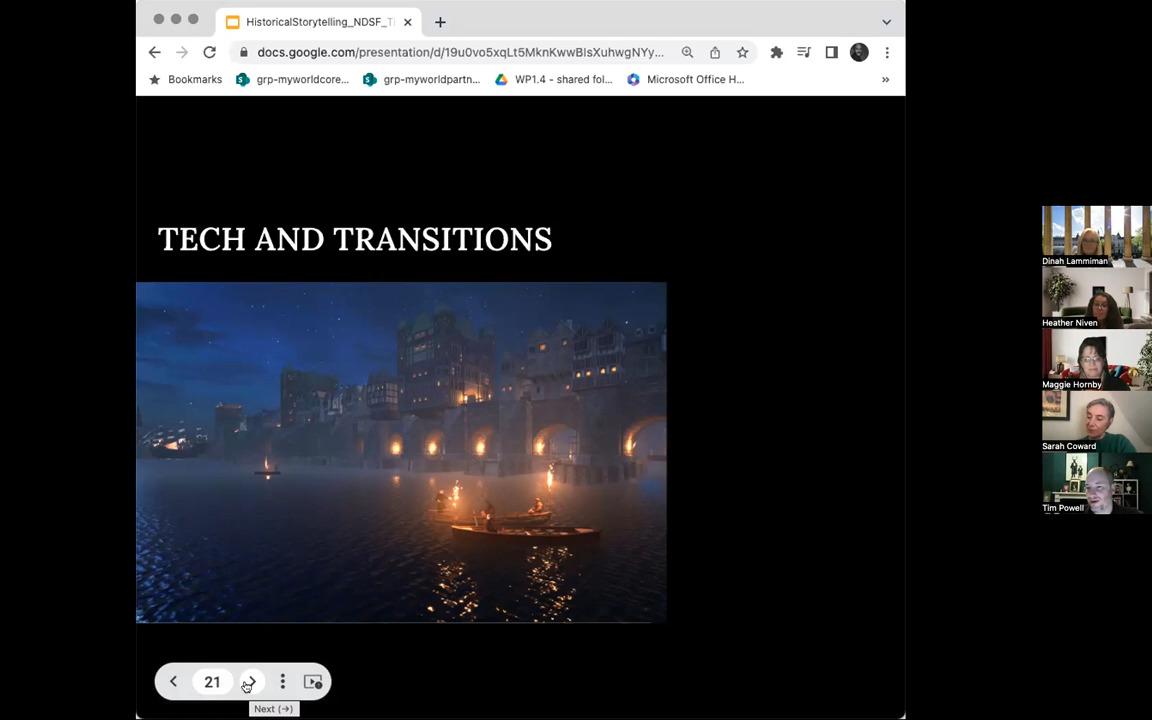 HistoricalStorytelling_NDSF_T
docs.google.com/presentation/d/19u0vo5xqLt5MknKwwBlsXuhwgNYy...
Bookmarks
grp-myworldcore...
grp-myworldpartn...
WP1.4 - shared fol...
Microsoft Office H...
»
TECH AND TRANSITIONS
Dinah Lammiman
Heather Niven
Maggie Hornby
Sarah Coward
Tim Powell
21
Next (→)